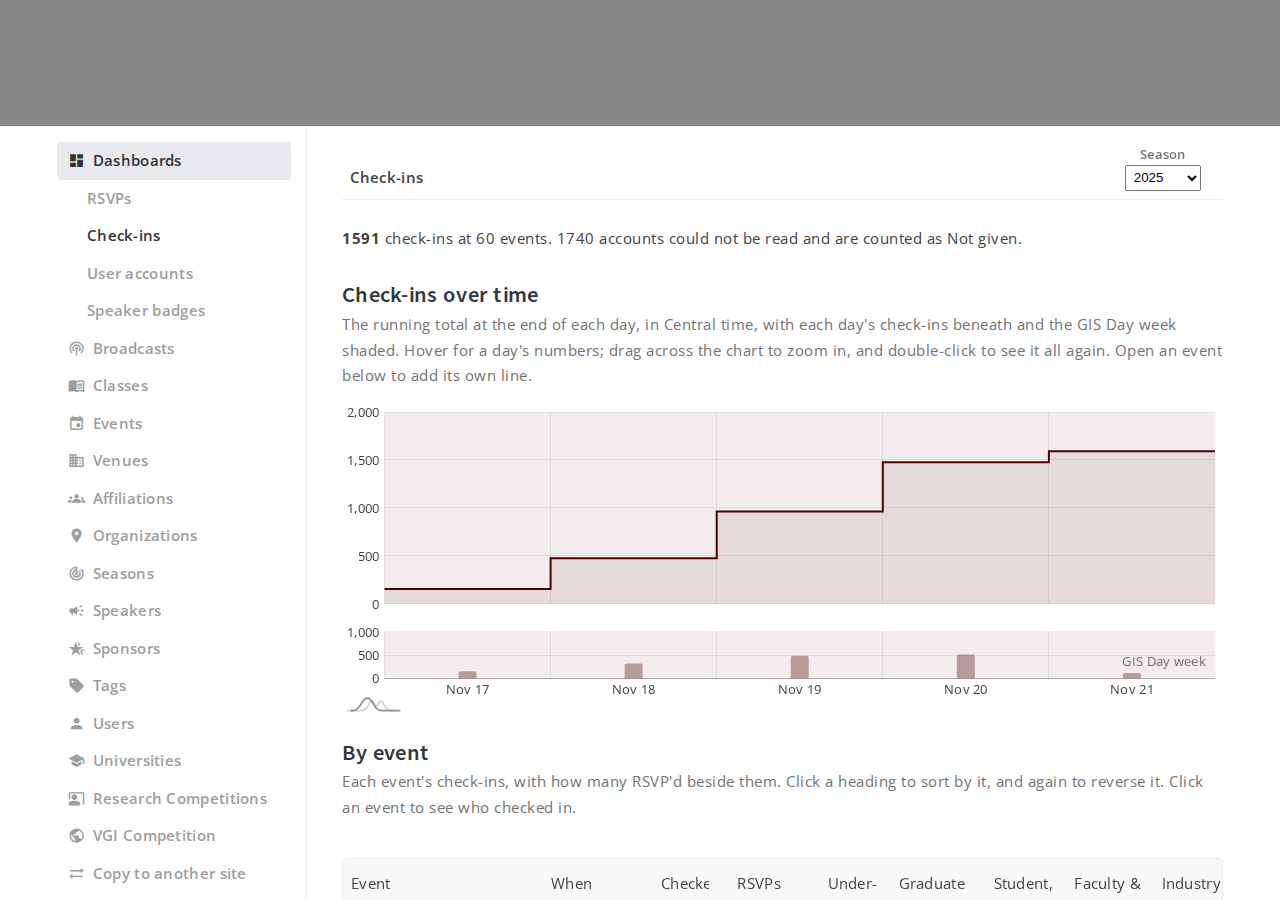 Dashboards
RSVPs
Check-ins
User accounts
Speaker badges
Broadcasts
Classes
Events
Venues
Affiliations
Organizations
Seasons
Speakers
Sponsors
Tags
Users
Universities
Research Competitions
VGI Competition
Copy to another site
Season
2025
Check-ins
1591 check-ins at 60 events. 1740 accounts could not be read and are counted as Not given.
Check-ins over time
The running total at the end of each day, in Central time, with each day's check-ins beneath and the GIS Day week
shaded. Hover for a day's numbers; drag across the chart to zoom in, and double-click to see it all again. Open an event
below to add its own line.
2,000
1,500
1,000
500
0
1,000
500
0
GIS Day week
Nov 17 Nov 18 Nov 19 Nov 20 Nov 21
By event
Each event's check-ins, with how many RSVP'd beside them. Click a heading to sort by it, and again to reverse it. Click
an event to see who checked in.
Event When Checke RSVPs Under- Graduate Student, Faculty & Industry